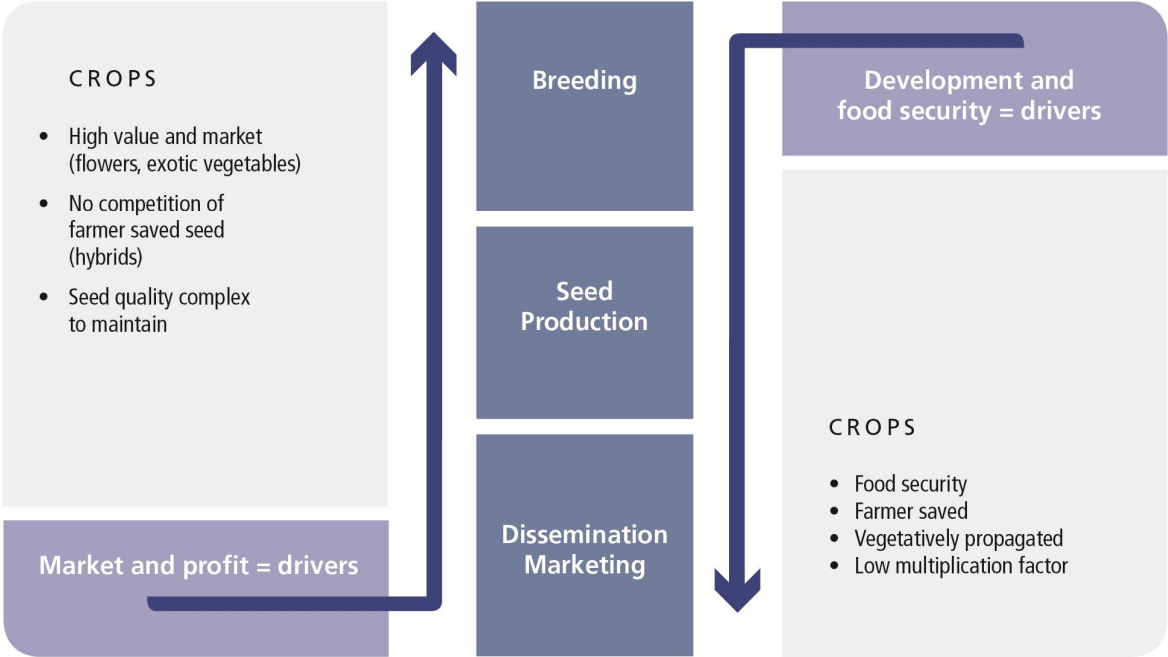 CROPS
• High value and market
(flowers, exotic vegetables)
• No competition of
farmer saved seed
(hybrids)
• Seed quality complex
to maintain
Market and profit = drivers
Breeding
Seed
Production
Dissemination
Marketing
Development and
food security = drivers
CROPS
• Food security
• Farmer saved
• Vegetatively propagated
• Low multiplication factor